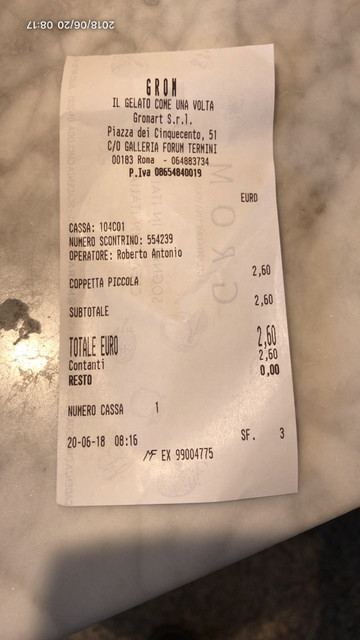 2018/06/20 08:17
GROM
IL GELATO COME UNA VOLTA
Gromart S.r.l.
Piazza dei Cinquecento, 51
C/O GALLERIA FORUM TERMINI
00183 Roma - 064883734
P.Iva 08654840019
EURO
CASSA: 104C01
NUMERO SCONTRINO: 554239
OPERATORE: Roberto Antonio
COPPETTA PICCOLA 2,60
SUBTOTALE 2,60
TOTALE EURO 2,60
Contanti 2,60
RESTO 0,00
NUMERO CASSA 1
20-06-18 08:16 SF. 3
MF EX 99004775
GROM